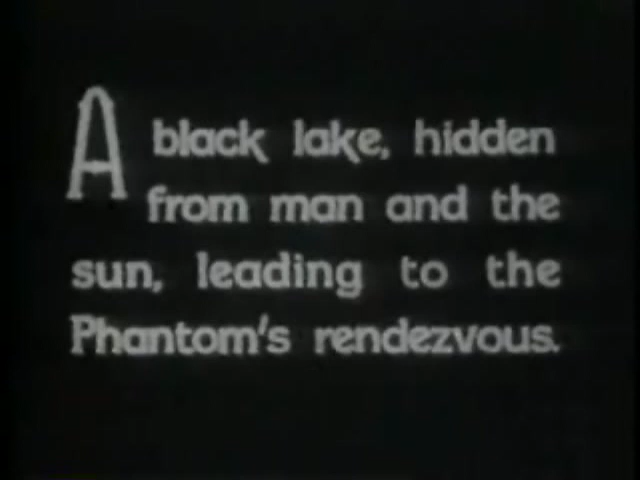 A black lake, hidden
from man and the
sun, leading to the
Phantom's rendezvous.